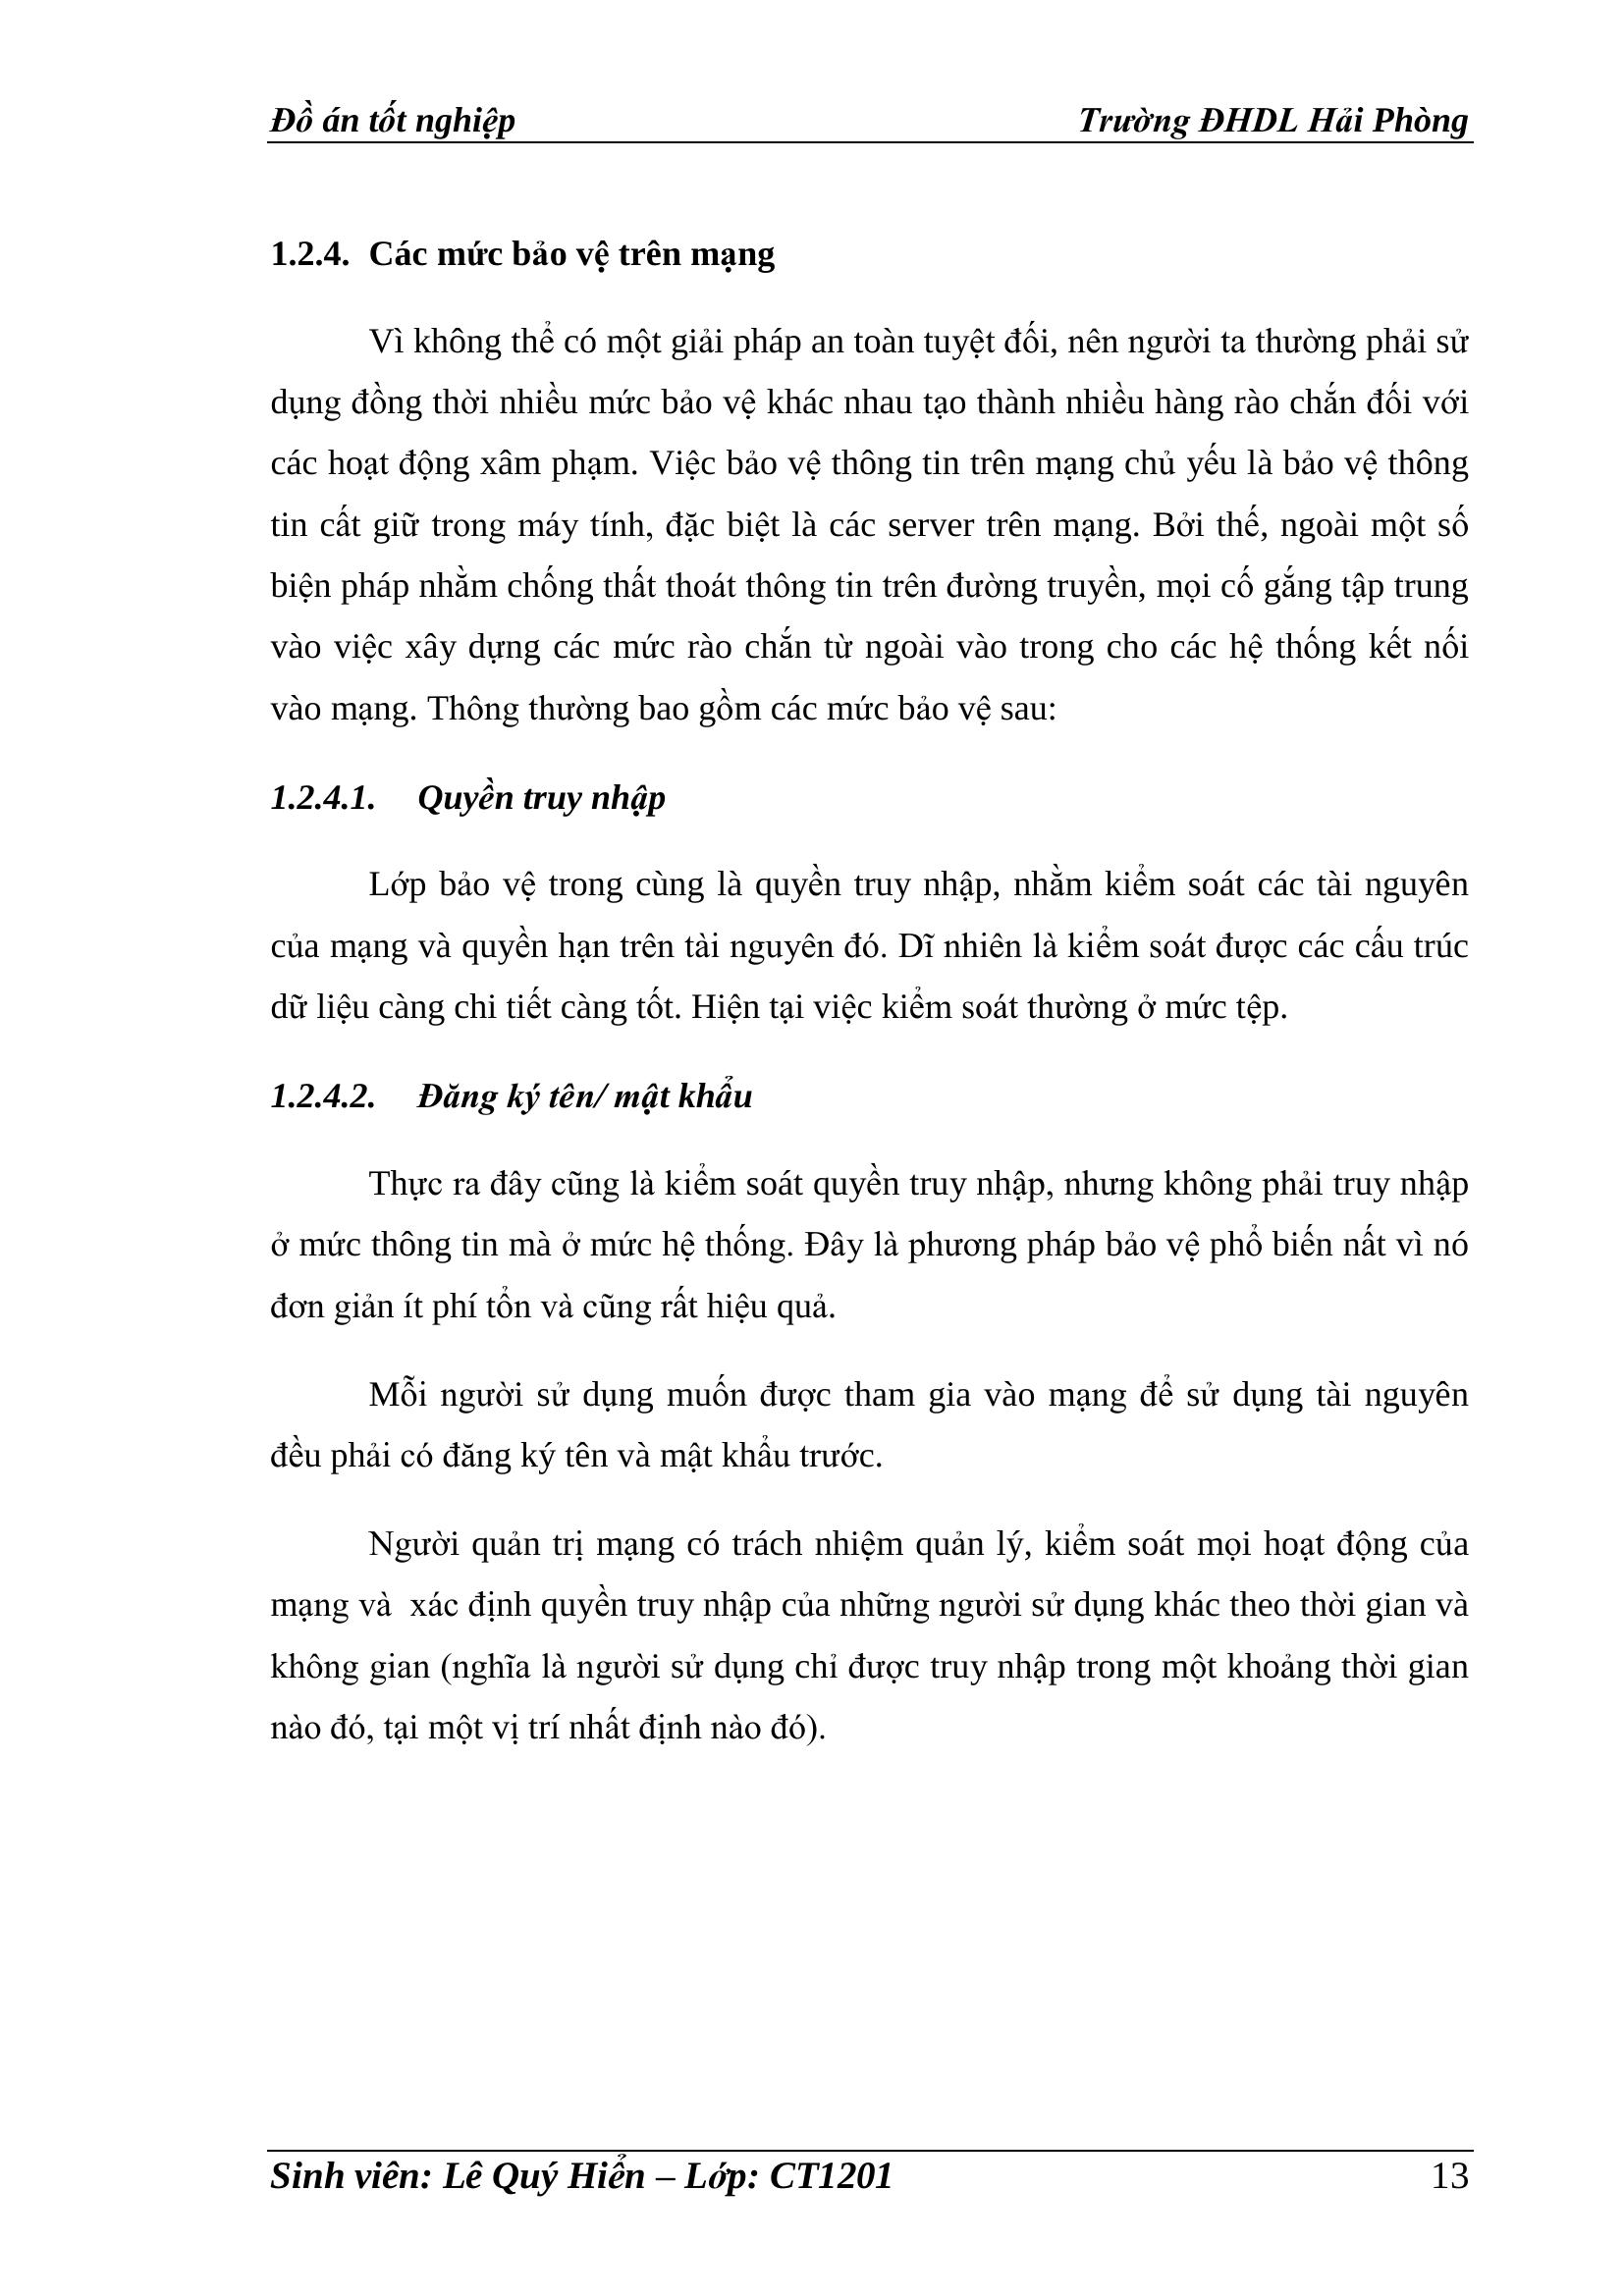 Đồ án tốt nghiệp Trường ĐHDL Hải Phòng
1.2.4. Các mức bảo vệ trên mạng
Vì không thể có một giải pháp an toàn tuyệt đối, nên người ta thường phải sử
dụng đồng thời nhiều mức bảo vệ khác nhau tạo thành nhiều hàng rào chắn đối với
các hoạt động xâm phạm. Việc bảo vệ thông tin trên mạng chủ yếu là bảo vệ thông
tin cất giữ trong máy tính, đặc biệt là các server trên mạng. Bởi thế, ngoài một số
biện pháp nhằm chống thất thoát thông tin trên đường truyền, mọi cố gắng tập trung
vào việc xây dựng các mức rào chắn từ ngoài vào trong cho các hệ thống kết nối
vào mạng. Thông thường bao gồm các mức bảo vệ sau:
1.2.4.1. Quyền truy nhập
Lớp bảo vệ trong cùng là quyền truy nhập, nhằm kiểm soát các tài nguyên
của mạng và quyền hạn trên tài nguyên đó. Dĩ nhiên là kiểm soát được các cấu trúc
dữ liệu càng chi tiết càng tốt. Hiện tại việc kiểm soát thường ở mức tệp.
1.2.4.2. Đăng ký tên/ mật khẩu
Thực ra đây cũng là kiểm soát quyền truy nhập, nhưng không phải truy nhập
ở mức thông tin mà ở mức hệ thống. Đây là phương pháp bảo vệ phổ biến nất vì nó
đơn giản ít phí tổn và cũng rất hiệu quả.
Mỗi người sử dụng muốn được tham gia vào mạng để sử dụng tài nguyên
đều phải có đăng ký tên và mật khẩu trước.
Người quản trị mạng có trách nhiệm quản lý, kiểm soát mọi hoạt động của
mạng và  xác định quyền truy nhập của những người sử dụng khác theo thời gian và
không gian (nghĩa là người sử dụng chỉ được truy nhập trong một khoảng thời gian
nào đó, tại một vị trí nhất định nào đó).
Sinh viên: Lê Quý Hiển – Lớp: CT1201 13